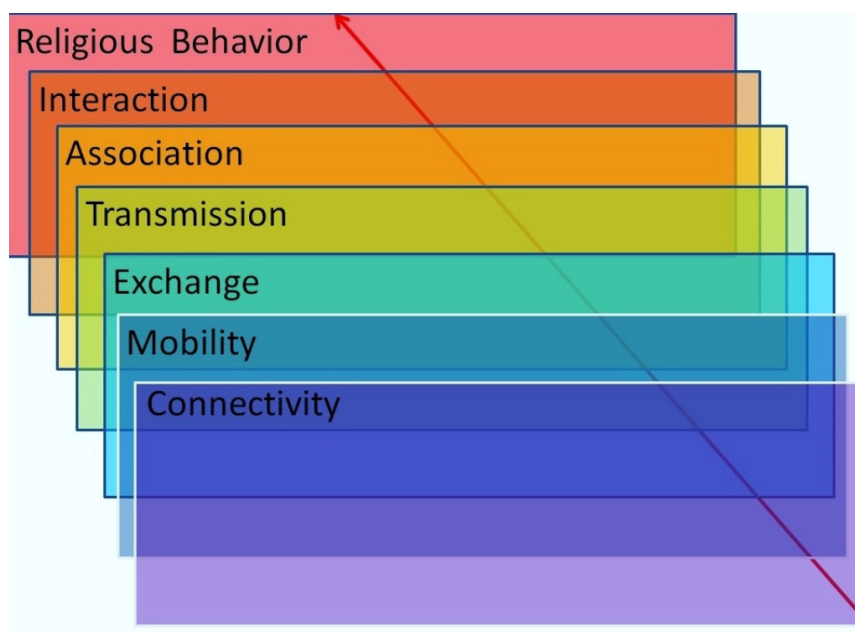 Religious Behavior
Interaction
Association
Transmission
Exchange
Mobility
Connectivity